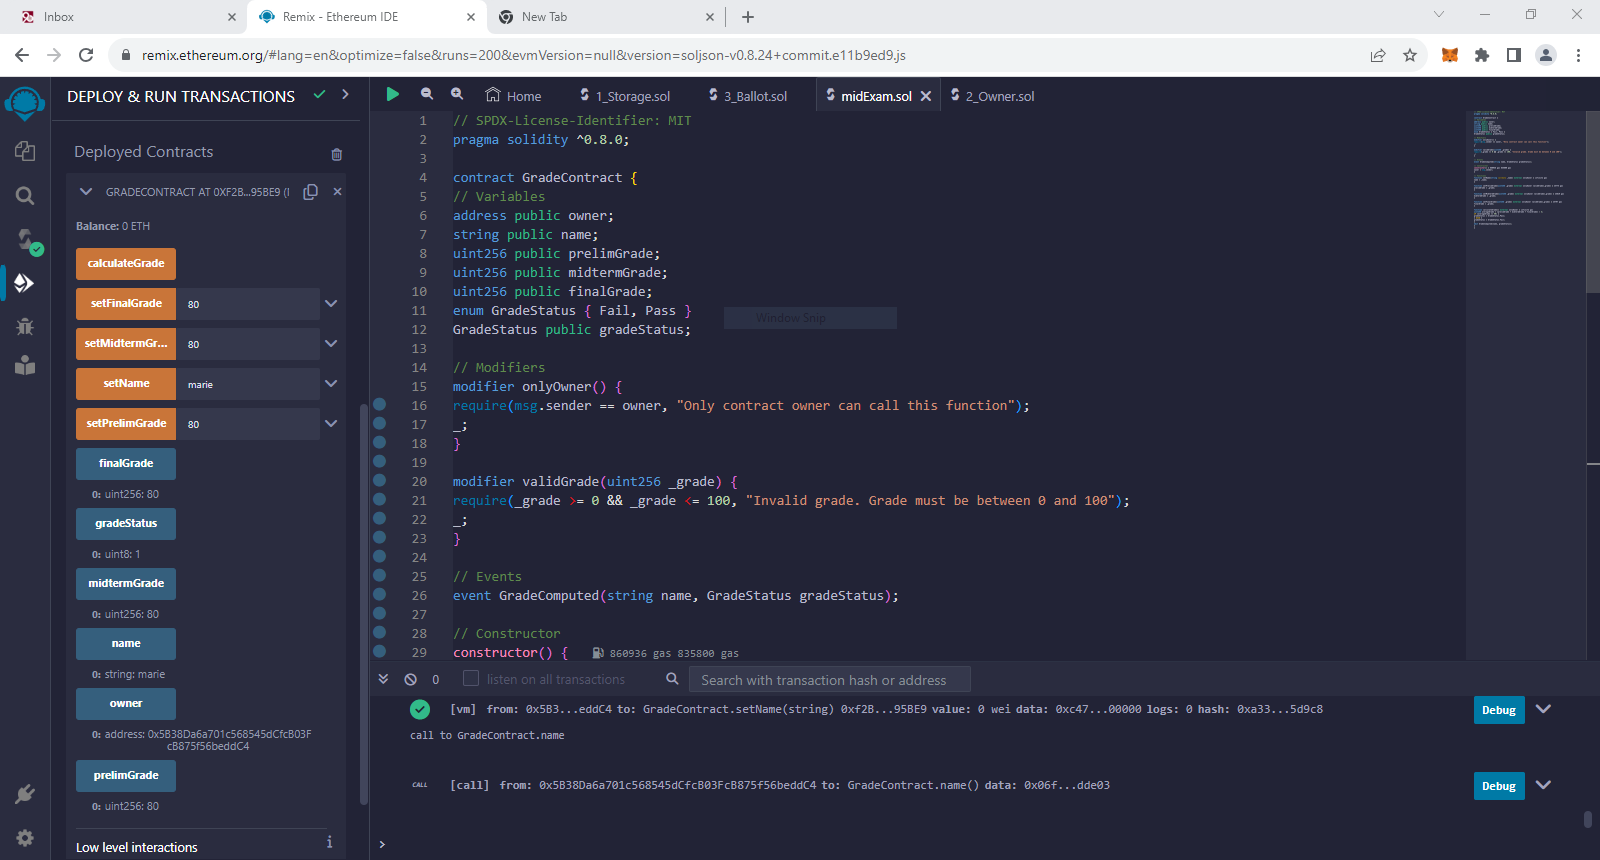 Inbox
Remix - Ethereum IDE
New Tab
remix.ethereum.org/#lang=en&optimize=false&runs=200&evmVersion=null&version=soljson-v0.8.24+commit.e11b9ed9.js
DEPLOY & RUN TRANSACTIONS
Deployed Contracts
GRADECONTRACT AT 0XF2B...95BE9 (
Balance: 0 ETH
calculateGrade
setFinalGrade 80
setMidtermGr... 80
setName marie
setPrelimGrade 80
finalGrade
0: uint256: 80
gradeStatus
0: uint8: 1
midtermGrade
0: uint256: 80
name
0: string: marie
owner
0: address: 0x5B38Da6a701c568545dCfcB03F
cB875f56beddC4
prelimGrade
0: uint256: 80
Low level interactions
i
Home
1_Storage.sol
3_Ballot.sol
midExam.sol
2_Owner.sol
1 // SPDX-License-Identifier: MIT
2 pragma solidity ^0.8.0;
3
4 contract GradeContract {
5 // Variables
6 address public owner;
7 string public name;
8 uint256 public prelimGrade;
9 uint256 public midtermGrade;
10 uint256 public finalGrade;
11 enum GradeStatus { Fail, Pass }
Window Snip
12 GradeStatus public gradeStatus;
13
14 // Modifiers
15 modifier onlyOwner() {
16 require(msg.sender == owner, "Only contract owner can call this function");
17 _;
18 }
19
20 modifier validGrade(uint256 _grade) {
21 require(_grade >= 0 && _grade <= 100, "Invalid grade. Grade must be between 0 and 100");
22 _;
23 }
24
25 // Events
26 event GradeComputed(string name, GradeStatus gradeStatus);
27
28 // Constructor
29 constructor() { 860936 gas 835800 gas
0
listen on all transactions
Search with transaction hash or address
[vm] from: 0x5B3...eddC4 to: GradeContract.setName(string) 0xf2B...95BE9 value: 0 wei data: 0xc47...00000 logs: 0 hash: 0xa33...5d9c8
Debug
call to GradeContract.name
CALL [call] from: 0x5B38Da6a701c568545dCfcB03FcB875f56beddC4 to: GradeContract.name() data: 0x06f...dde03
Debug
>